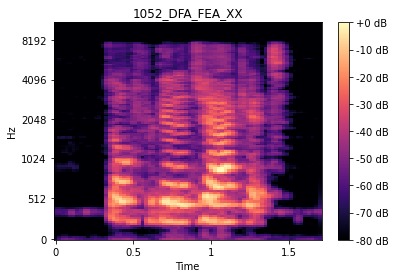 1052_DFA_FEA_XX
+0 dB
8192
-10 dB
4096
-20 dB
-30 dB
2048
Hz
-40 dB
1024
-50 dB
512
-60 dB
-70 dB
0
-80 dB
0
0.5
1
1.5
Time